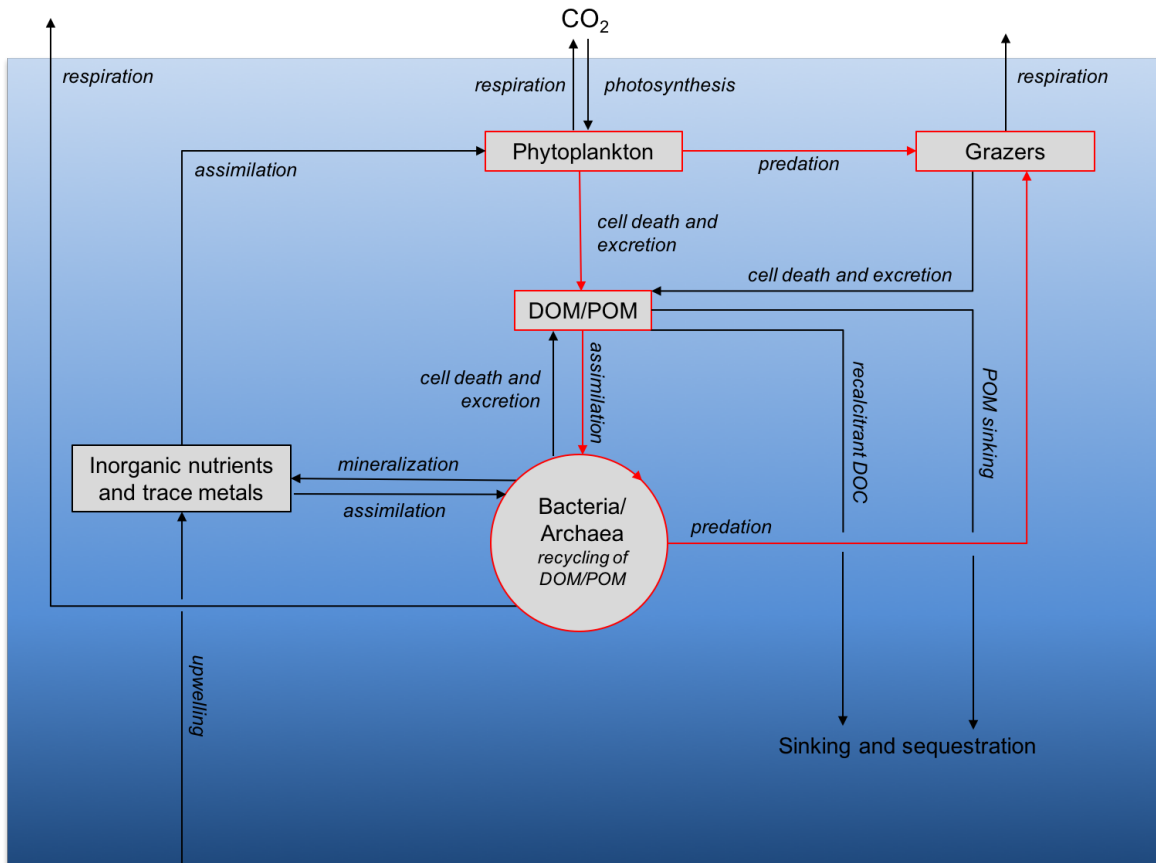 CO₂
respiration
respiration
photosynthesis
respiration
Phytoplankton
Grazers
assimilation
predation
cell death and
excretion
cell death and excretion
DOM/POM
assimilation
cell death and
excretion
recalcitrant DOC
POM sinking
Inorganic nutrients
and trace metals
mineralization
assimilation
Bacteria/
Archaea
recycling of
DOM/POM
predation
upwelling
Sinking and sequestration